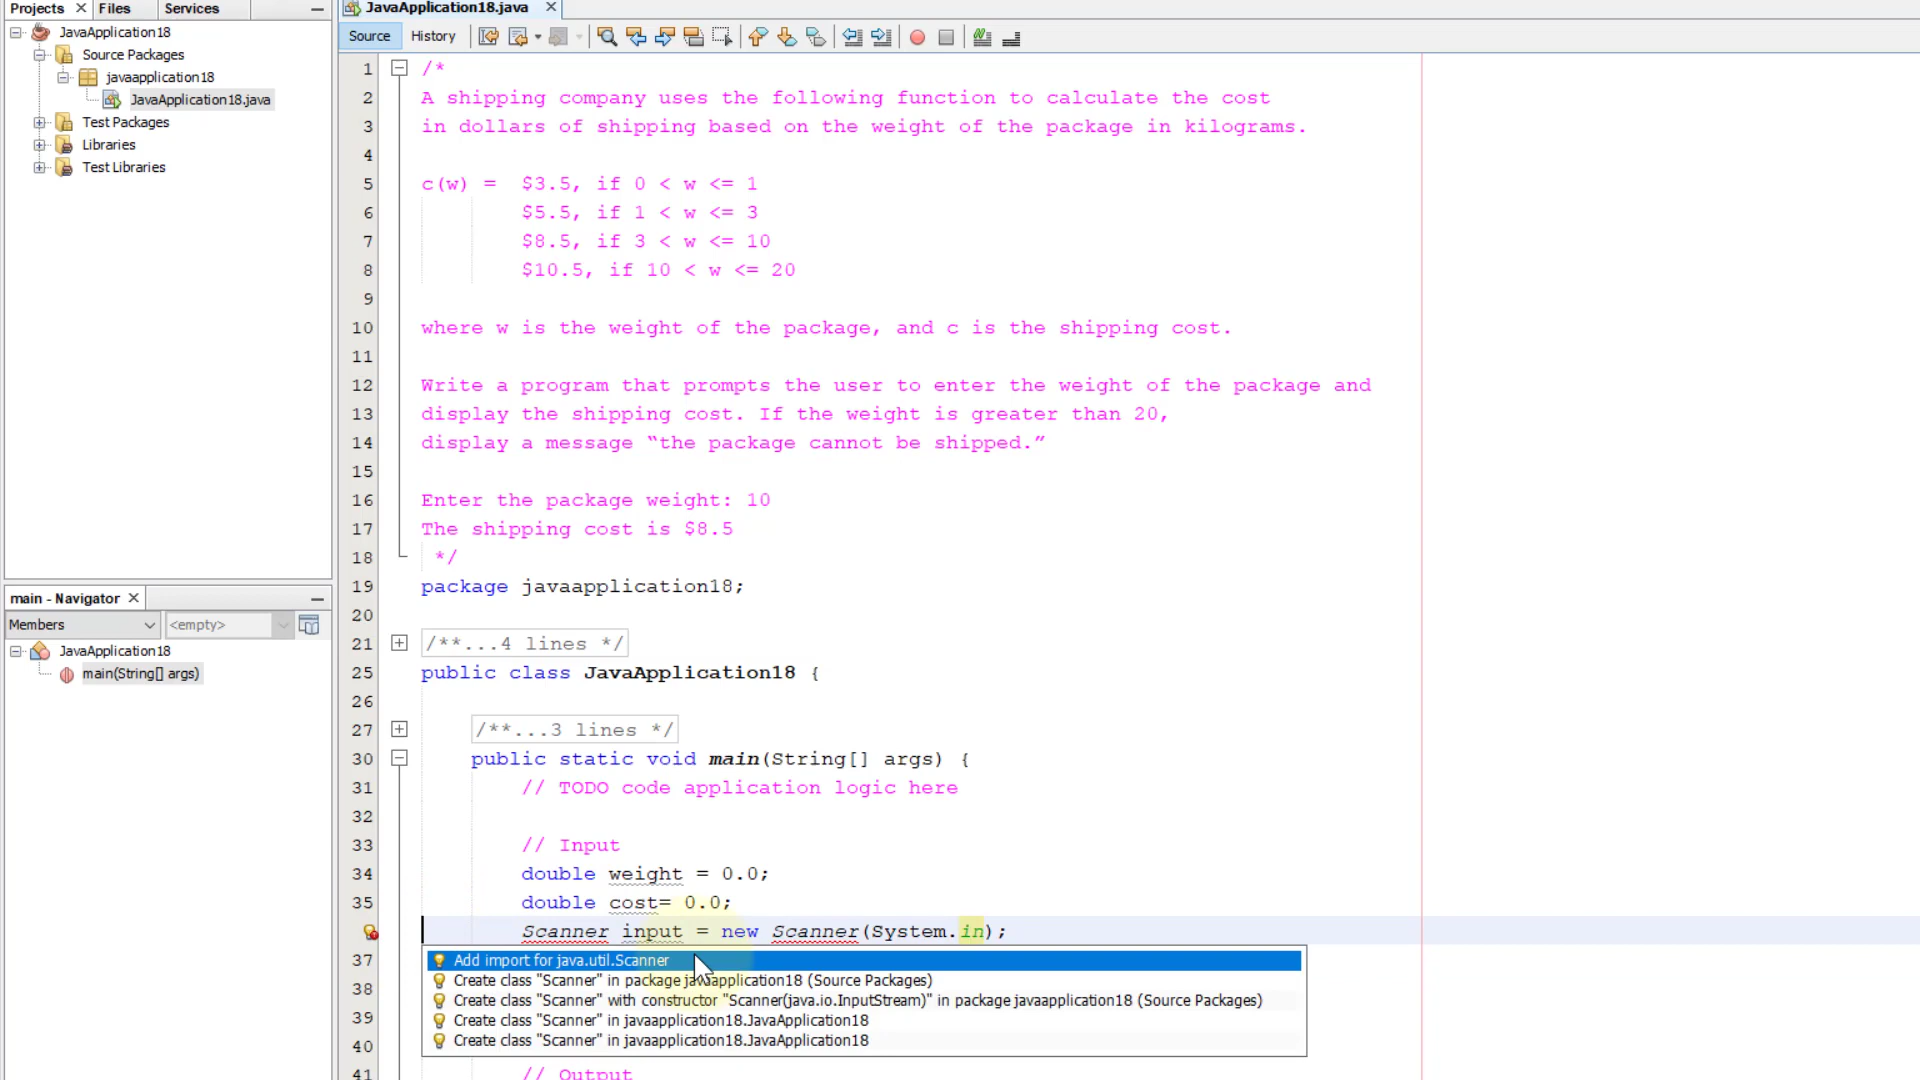 Projects
Files
Services
JavaApplication18
Source Packages
javaapplication18
JavaApplication18.java
Test Packages
Libraries
Test Libraries
main - Navigator
Members
<empty>
JavaApplication18
main(String[] args)
JavaApplication18.java
Source
History
1 /*
2 A shipping company uses the following function to calculate the cost
3 in dollars of shipping based on the weight of the package in kilograms.
4
5 c(w) =  $3.5, if 0 < w <= 1
6 $5.5, if 1 < w <= 3
7 $8.5, if 3 < w <= 10
8 $10.5, if 10 < w <= 20
9
10 where w is the weight of the package, and c is the shipping cost.
11
12 Write a program that prompts the user to enter the weight of the package and
13 display the shipping cost. If the weight is greater than 20,
14 display a message “the package cannot be shipped.”
15
16 Enter the package weight: 10
17 The shipping cost is $8.5
18 */
19 package javaapplication18;
20
21 /**...4 lines */
25 public class JavaApplication18 {
26
27 /**...3 lines */
30 public static void main(String[] args) {
31 // TODO code application logic here
32
33 // Input
34 double weight = 0.0;
35 double cost= 0.0;
Scanner input = new Scanner(System.in);
37 Add import for java.util.Scanner
Create class "Scanner" in package javaapplication18 (Source Packages)
38 Create class "Scanner" with constructor "Scanner(java.io.InputStream)" in package javaapplication18 (Source Packages)
39 Create class "Scanner" in javaapplication18.JavaApplication18
40 Create class "Scanner" in javaapplication18.JavaApplication18
41 // Output